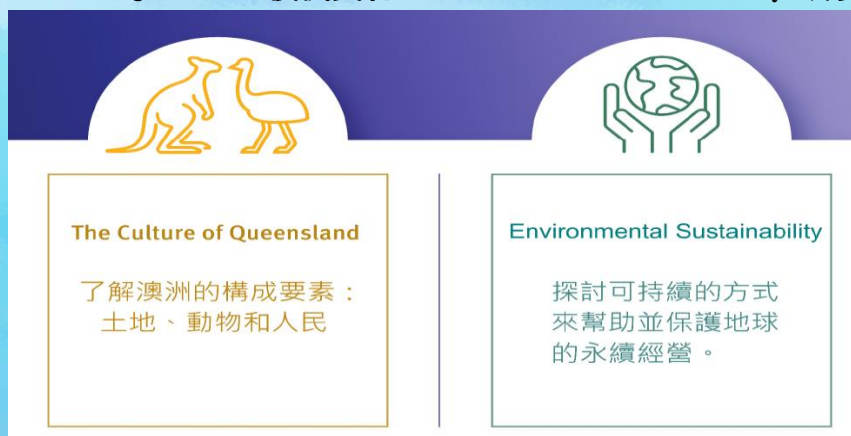 The Culture of Queensland
了解澳洲的構成要素：
土地、動物和人民
Environmental Sustainability
探討可持續的方式
來幫助並保護地球
的永續經營。